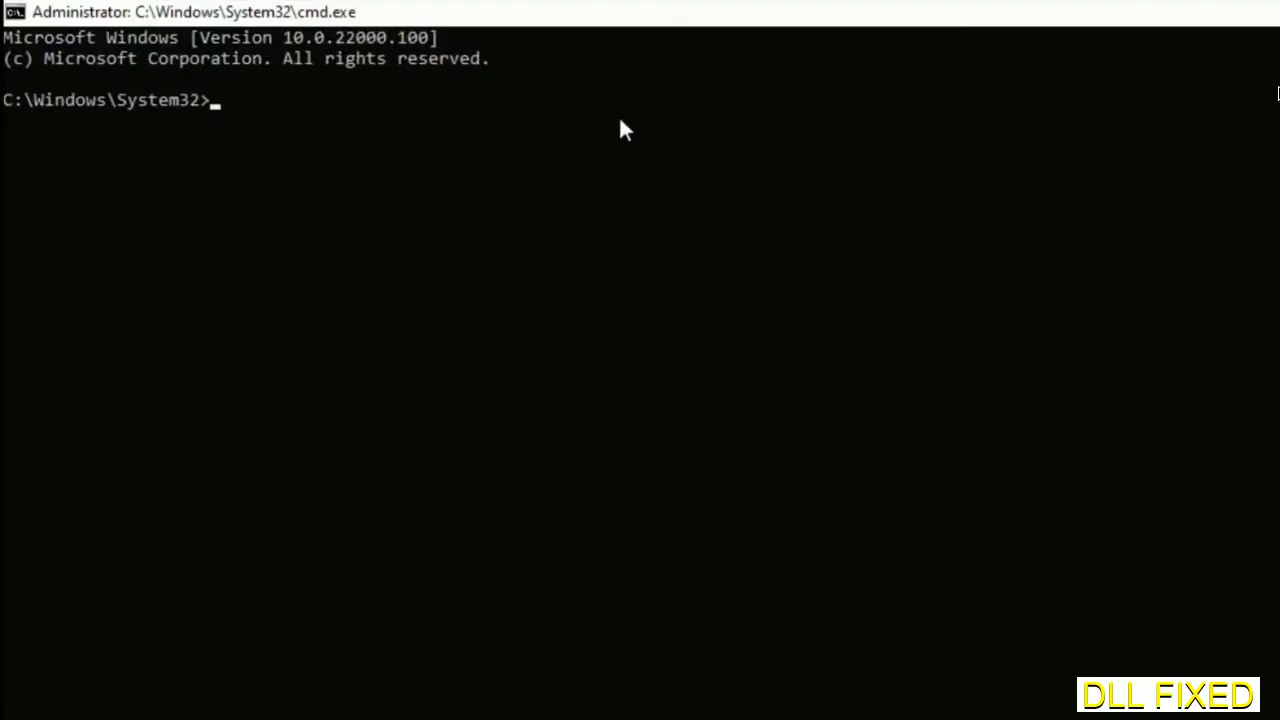 Administrator: C:\Windows\System32\cmd.exe
Microsoft Windows [Version 10.0.22000.100]
(c) Microsoft Corporation. All rights reserved.
C:\Windows\System32>
DLL FIXED